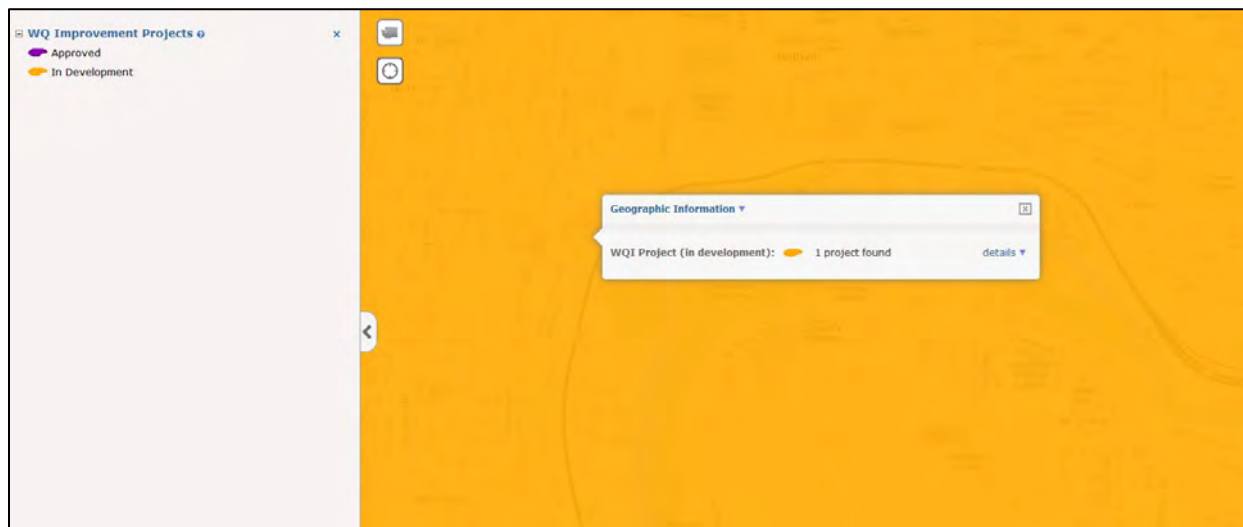 WQ Improvement Projects
x
Approved
In Development
Geographic Information
x
WQI Project (in development): 1 project found details